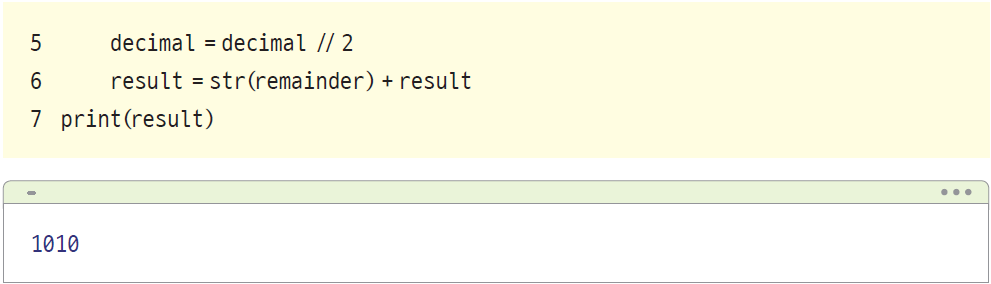 5 decimal = decimal // 2
6 result = str(remainder) + result
7 print(result)
1010